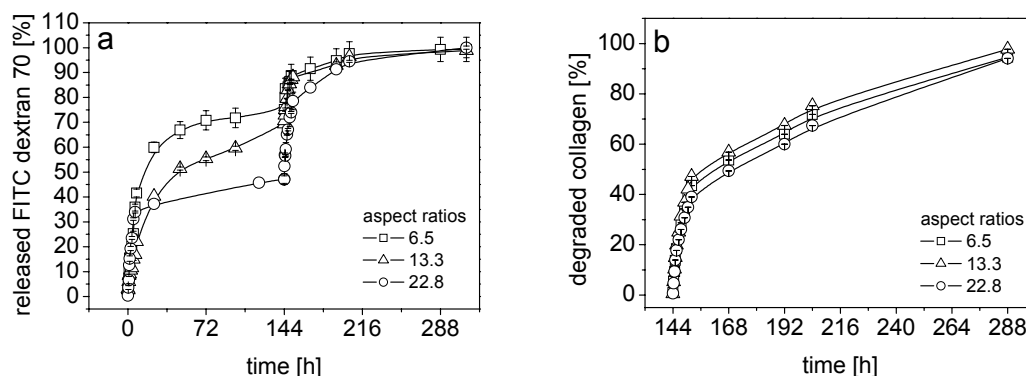 a
released FITC dextran 70 [%]
110
100
90
80
70
60
50
40
30
20
10
0
0 72 144 216 288
time [h]
aspect ratios
6.5
13.3
22.8
b
degraded collagen [%]
100
80
60
40
20
0
144 168 192 216 240 264 288
time [h]
aspect ratios
6.5
13.3
22.8